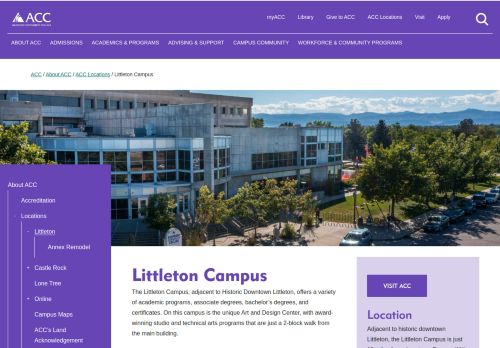 ACC
myACC Library Give to ACC ACC Locations Visit Apply
ABOUT ACC ADMISSIONS ACADEMICS & PROGRAMS ADVISING & SUPPORT CAMPUS COMMUNITY WORKFORCE & COMMUNITY PROGRAMS
ACC / About ACC / ACC Locations / Littleton Campus
About ACC
Accreditation
Locations
Littleton
Annex Remodel
Castle Rock
Lone Tree
Online
Campus Maps
ACC's Land
Acknowledgement
Littleton Campus
The Littleton Campus, adjacent to Historic Downtown Littleton, offers a
variety of academic programs, associate degrees, bachelor's degrees, and
certificates. On this campus is the unique Art and Design Center, with award-
winning studio and technical arts programs that are just a 2-block walk from
the main building.
VISIT ACC
Location
Adjacent to historic downtown
Littleton, the Littleton Campus is just